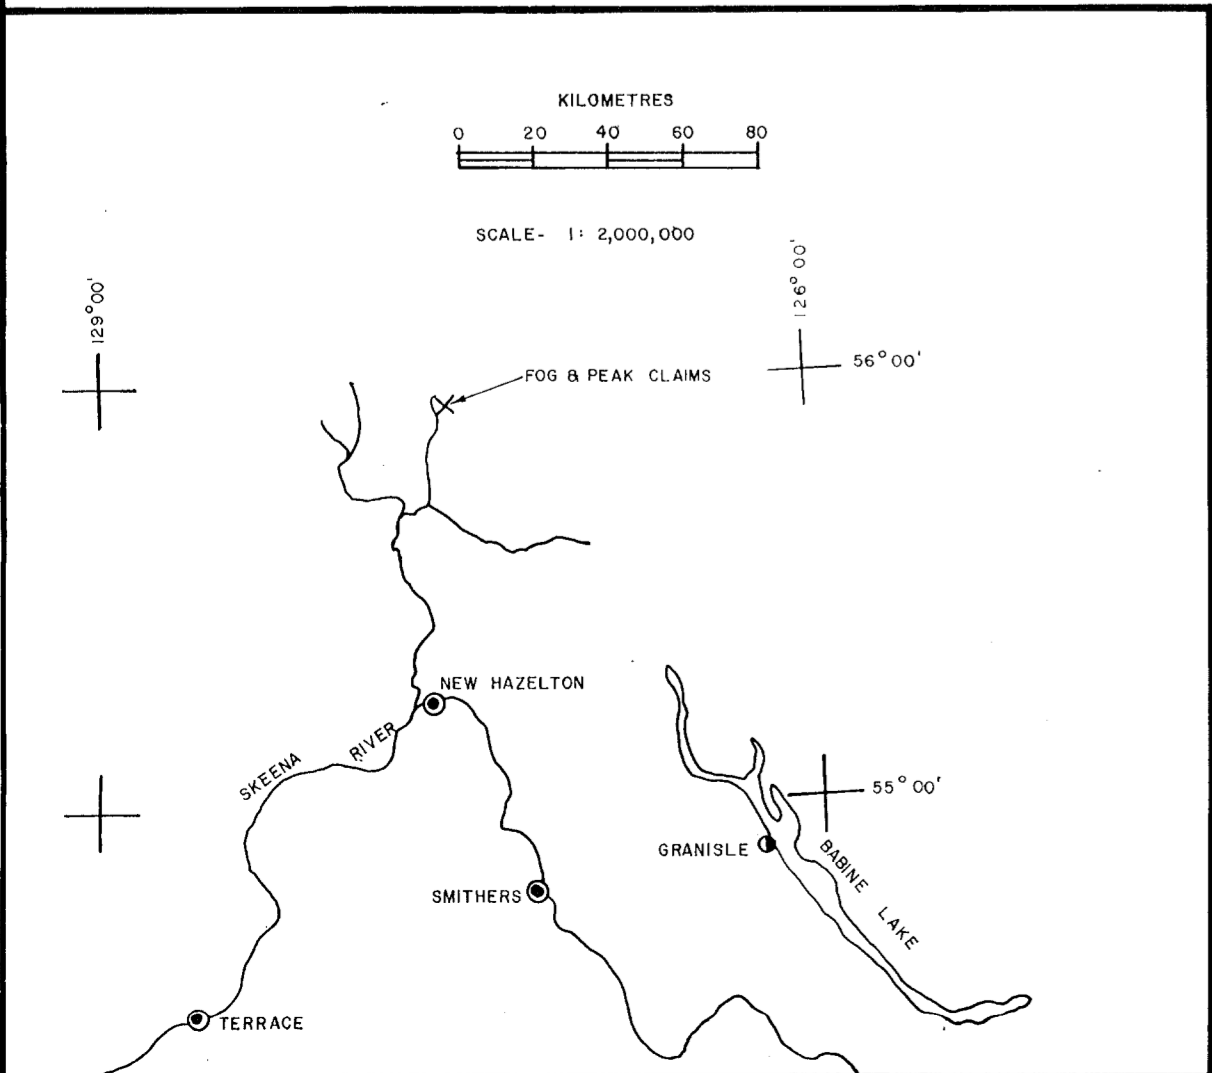 KILOMETRES
0 20 40 60 80
SCALE- 1: 2,000,000
129°00'
126°00'
56°00'
FOG & PEAK CLAIMS
NEW HAZELTON
SKEENA RIVER
55°00'
GRANISLE
BABINE LAKE
SMITHERS
TERRACE